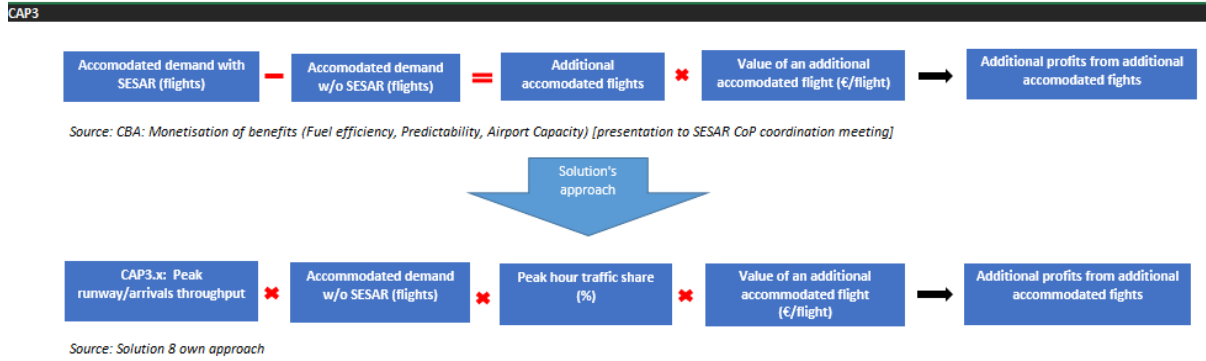 CAP3
Accomodated demand with
SESAR (flights)
Accomodated demand
w/o SESAR (flights)
Additional
accomodated flights
Value of an additional
accomodated flight (€/flight)
Additional profits from additional
accomodated fights
Source: CBA: Monetisation of benefits (Fuel efficiency, Predictability, Airport Capacity) [presentation to SESAR CoP coordination meeting]
Solution's
approach
CAP3.x: Peak
runway/arrivals throughput
Accommodated demand
w/o SESAR (flights)
Peak hour traffic share
(%)
Value of an additional
accommodated flight
(€/flight)
Additional profits from additional
accommodated fights
Source: Solution 8 own approach